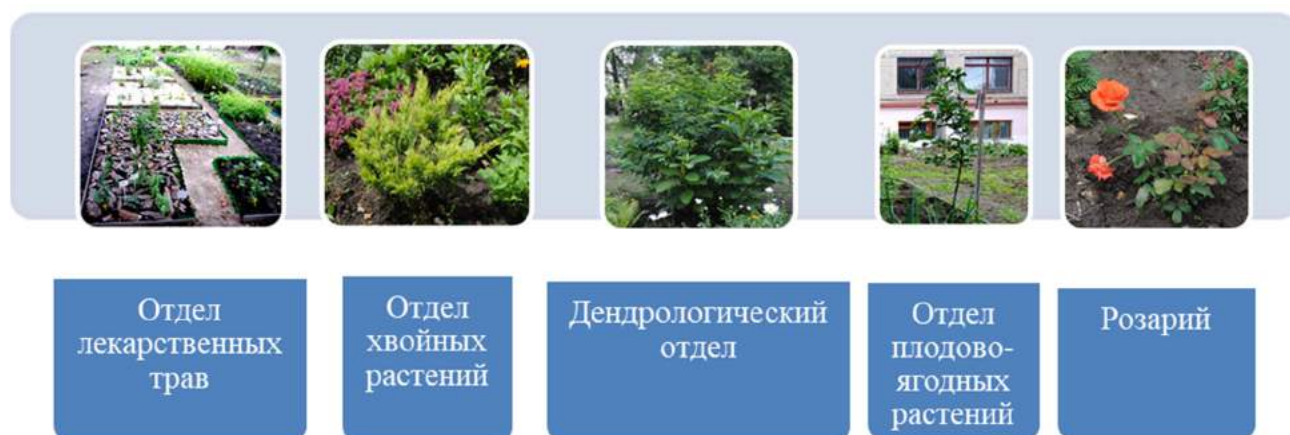 Отдел
лекарственных
трав
Отдел
хвойных
растений
Дендрологический
отдел
Отдел
плодово-
ягодных
растений
Розарий